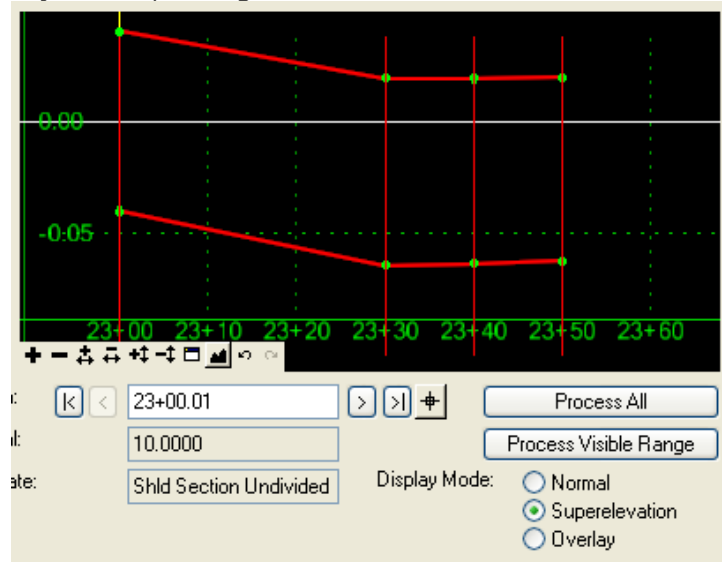 0.00
-0.05
23+00 23+10 23+20 23+30 23+40 23+50 23+60
23+00.01
Process All
10.0000
Process Visible Range
Shld Section Undivided
Display Mode:
Normal
Superelevation
Overlay